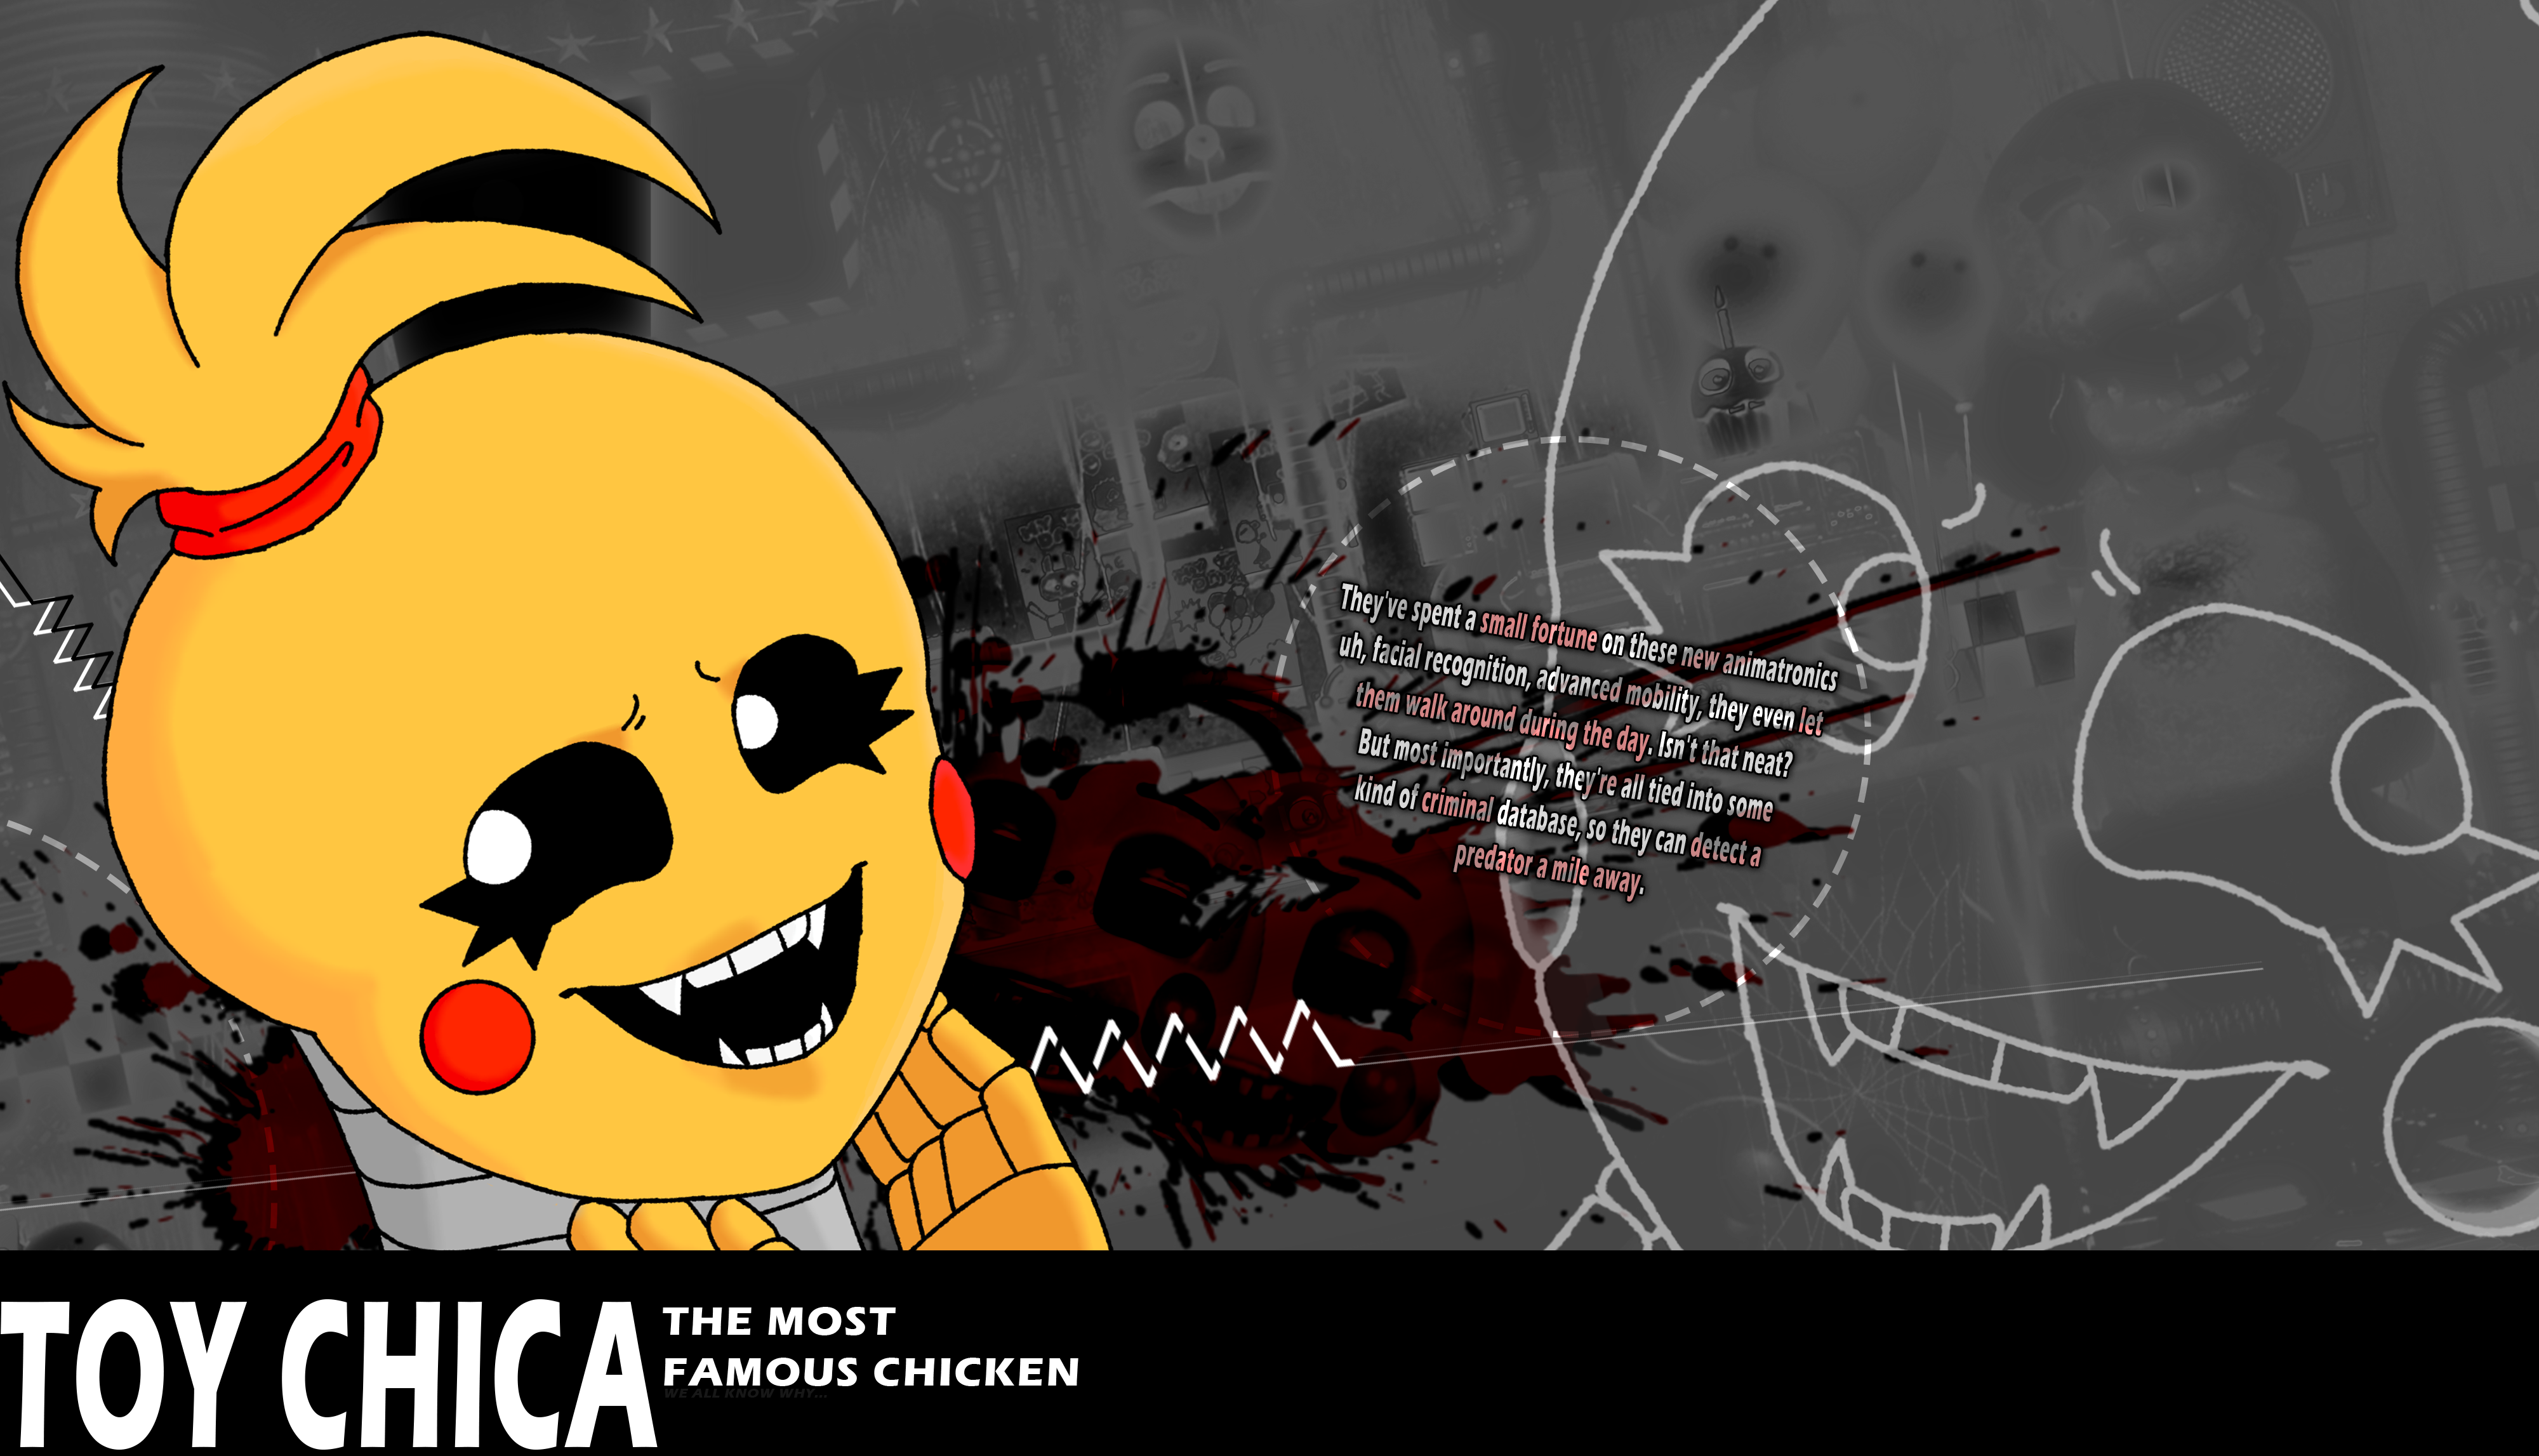 They've spent a small fortune on these new animatronics
uh, facial recognition, advanced mobility, they even let
them walk around during the day. Isn't that neat?
But most importantly, they're all tied into some
kind of criminal database, so they can detect a
predator a mile away.
TOY CHICA
THE MOST
FAMOUS CHICKEN
WE ALL KNOW WHY...